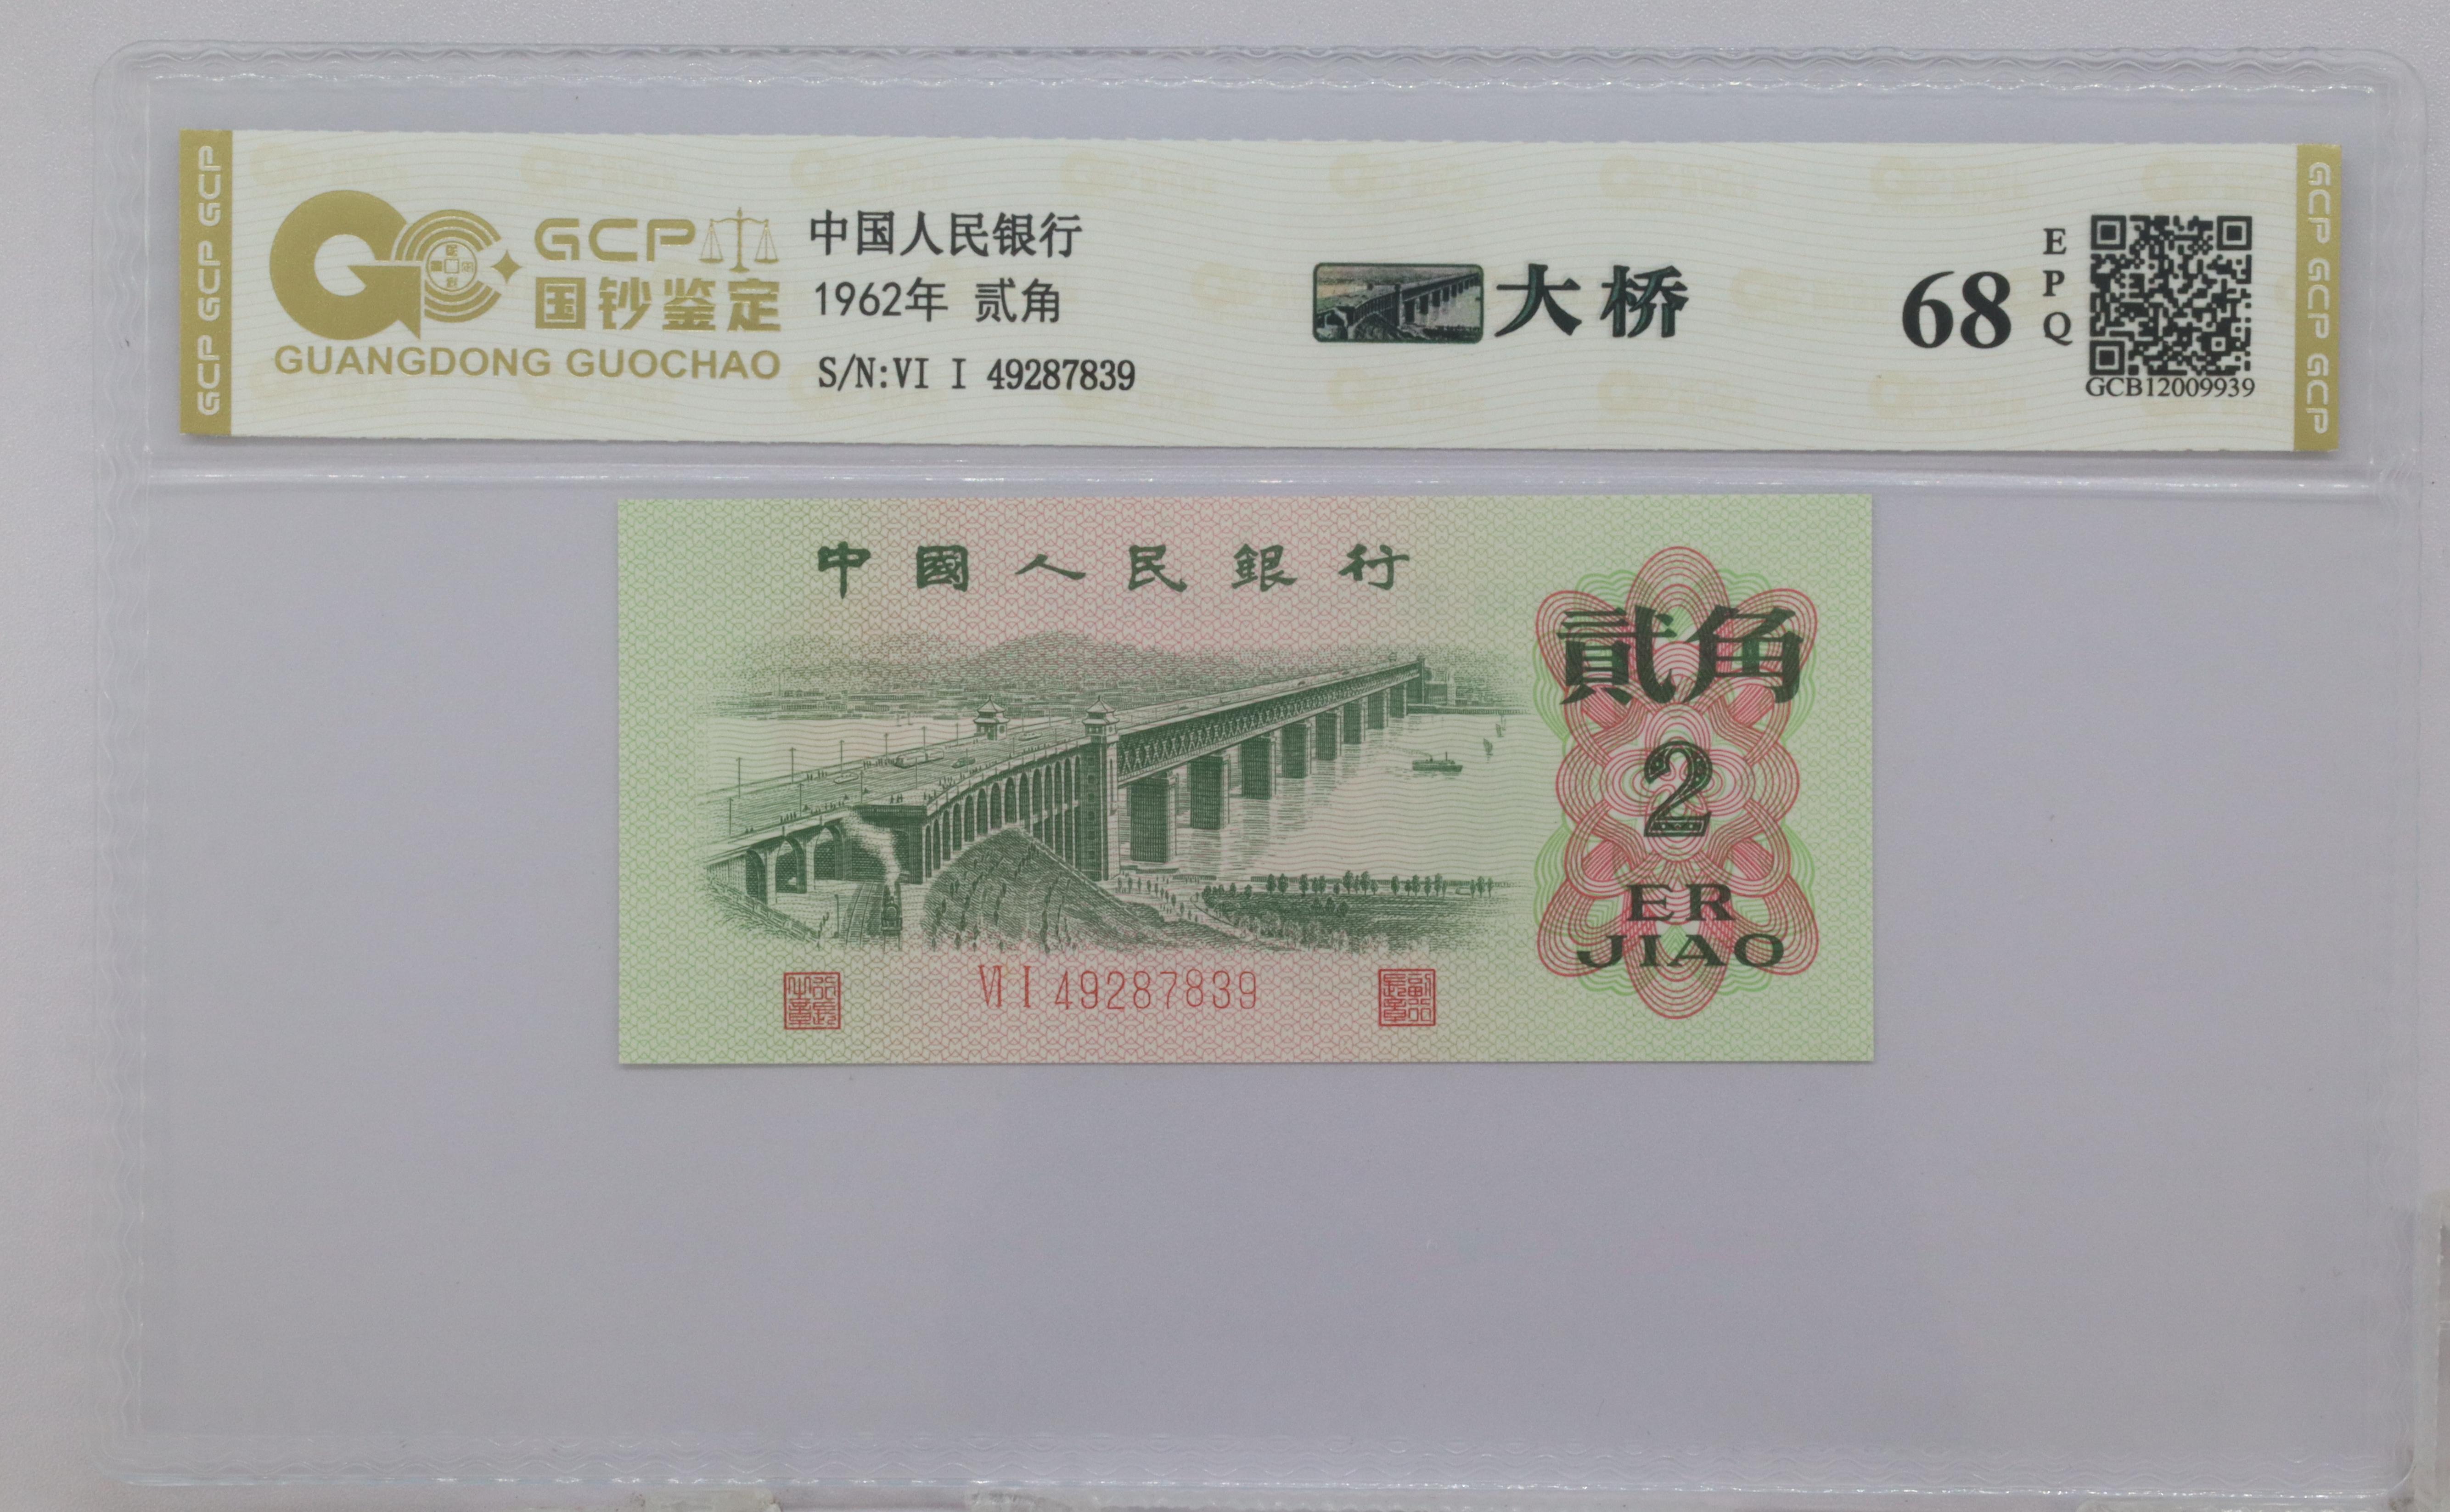 GCP GCP GCP
GCP
国钞鉴定
GUANGDONG GUOCHAO
中国人民银行
1962年 贰角
S/N:VI I 49287839
大桥
68
EPQ
GCB12009939
GCP GCP GCP
中國人民銀行
貳角
2
ER
JIAO
VI I 49287839